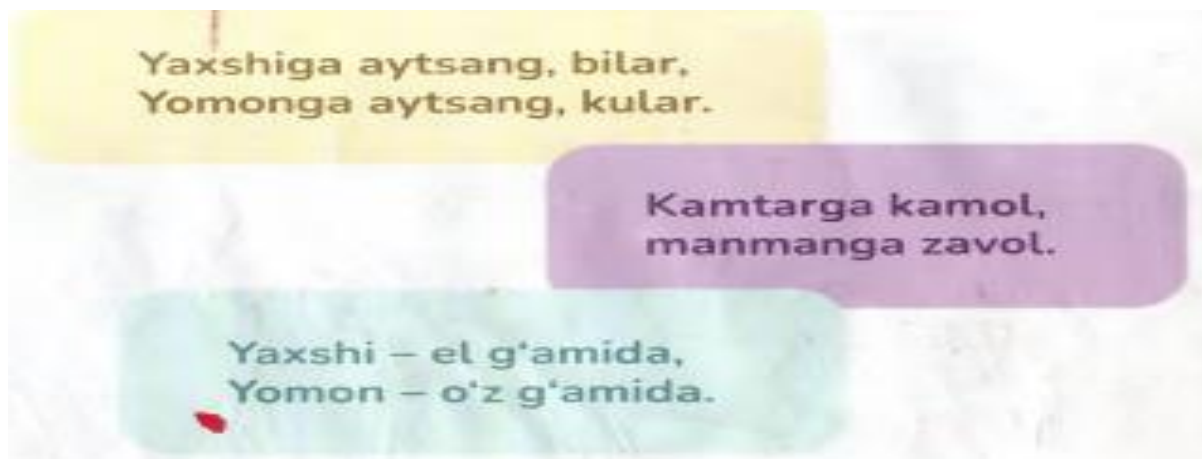 Yaxshiga aytsang, bilar,
Yomonga aytsang, kular.
Kamtarga kamol,
manmanga zavol.
Yaxshi – el g‘amida,
Yomon – o‘z g‘amida.